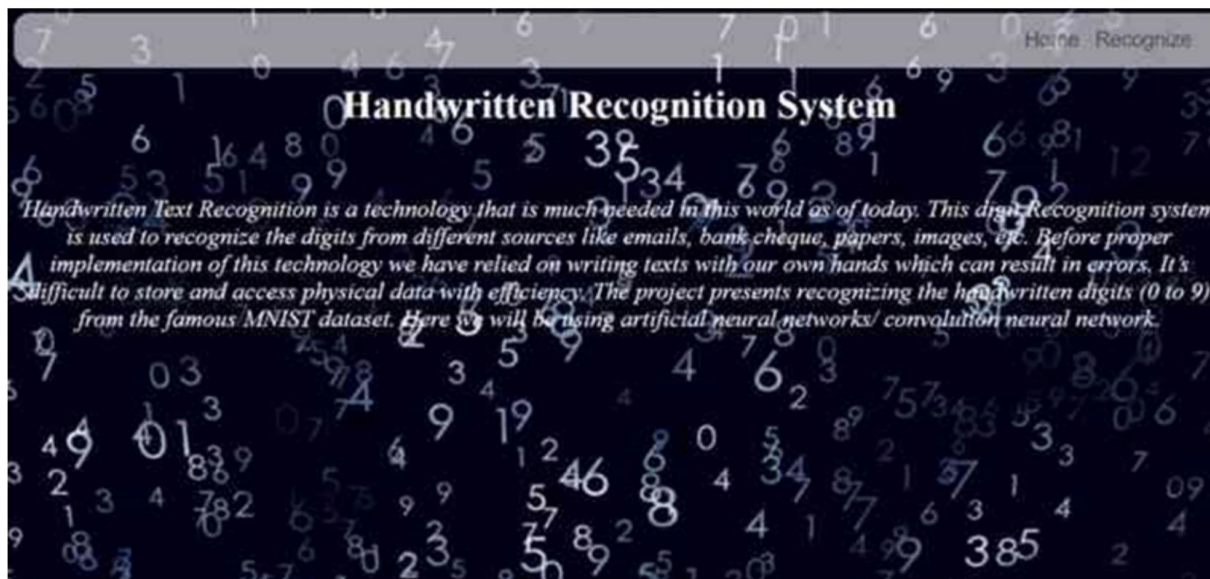 Home Recognize
Handwritten Recognition System
Handwritten Text Recognition is a technology that is much needed in this world as of today. This digit Recognition system
is used to recognize the digits from different sources like emails, bank cheque, papers, images, etc. Before proper
implementation of this technology we have relied on writing texts with our own hands which can result in errors, It's
difficult to store and access physical data with efficiency. The project presents recognizing the handwritten digits (0 to 9)
from the famous MNIST dataset. Here we will be using artificial neural networks/ convolution neural network.